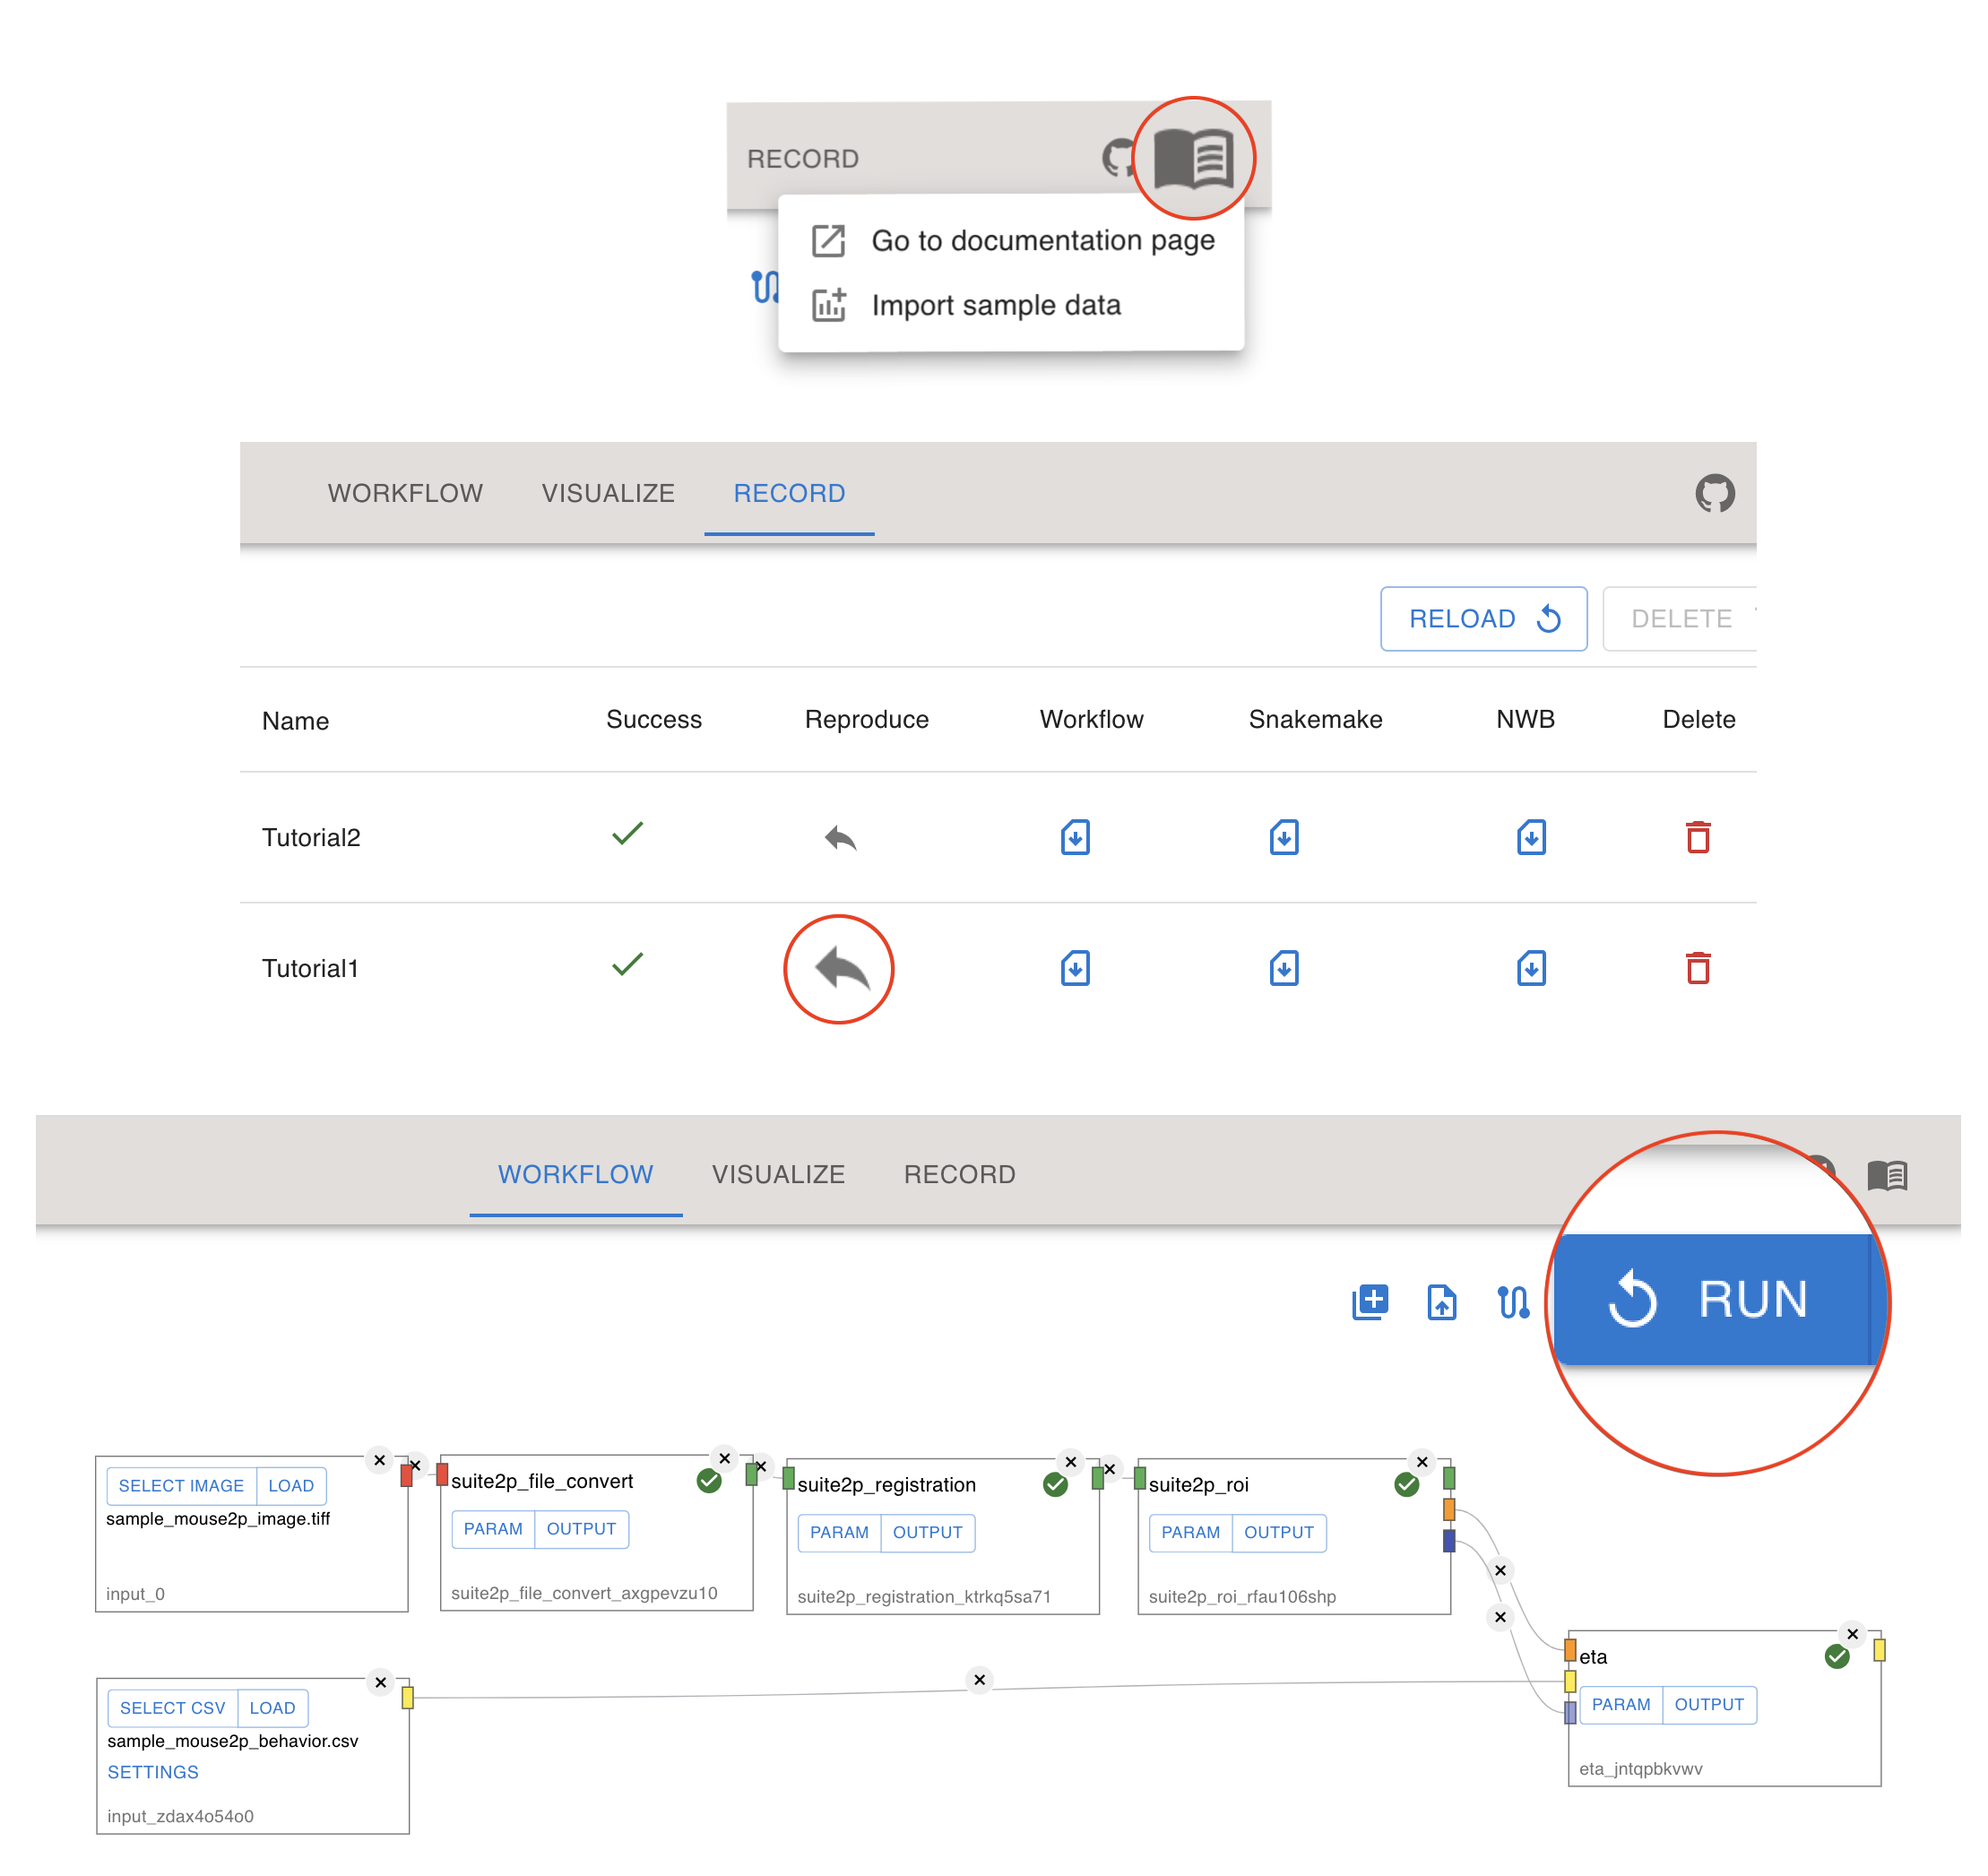 RECORD
Go to documentation page
Import sample data
WORKFLOW VISUALIZE RECORD
RELOAD DELETE
Name Success Reproduce Workflow Snakemake NWB Delete
Tutorial2
Tutorial1
WORKFLOW VISUALIZE RECORD
RUN
SELECT IMAGE LOAD
sample_mouse2p_image.tiff
input_0
suite2p_file_convert
PARAM OUTPUT
suite2p_file_convert_axgpevzu10
suite2p_registration
PARAM OUTPUT
suite2p_registration_ktrkq5sa71
suite2p_roi
PARAM OUTPUT
suite2p_roi_rfau106shp
SELECT CSV LOAD
sample_mouse2p_behavior.csv
SETTINGS
input_zdax4o54o0
eta
PARAM OUTPUT
eta_jntqpbkvwv